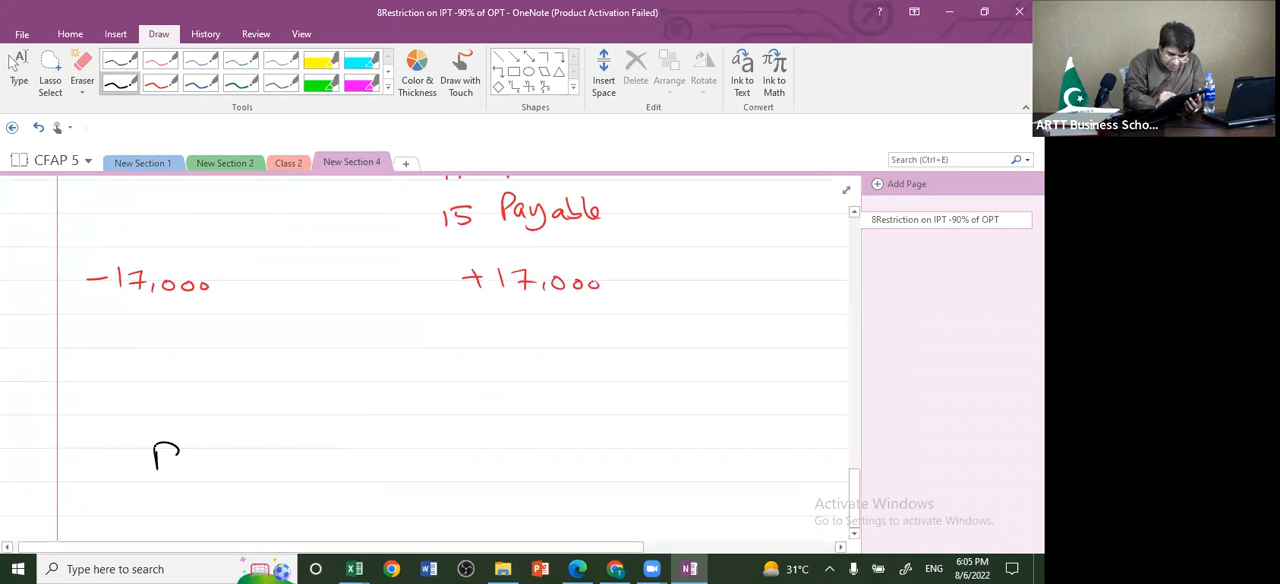 8Restriction on IPT -90% of OPT - OneNote (Product Activation Failed)
?
File Home Insert Draw History Review View
Type Lasso Select Eraser Color & Thickness Draw with Touch Insert Space Delete Arrange Rotate Ink to Text Ink to Math
Tools Shapes Edit Convert
ARTT Business Scho...
CFAP 5 New Section 1 New Section 2 Class 2 New Section 4 Search (Ctrl+E)
Add Page
8Restriction on IPT -90% of OPT
15 Payable
-17,000 +17,000
Activate Windows
Go to Settings to activate Windows.
Type here to search
31°C ENG 6:05 PM
8/6/2022